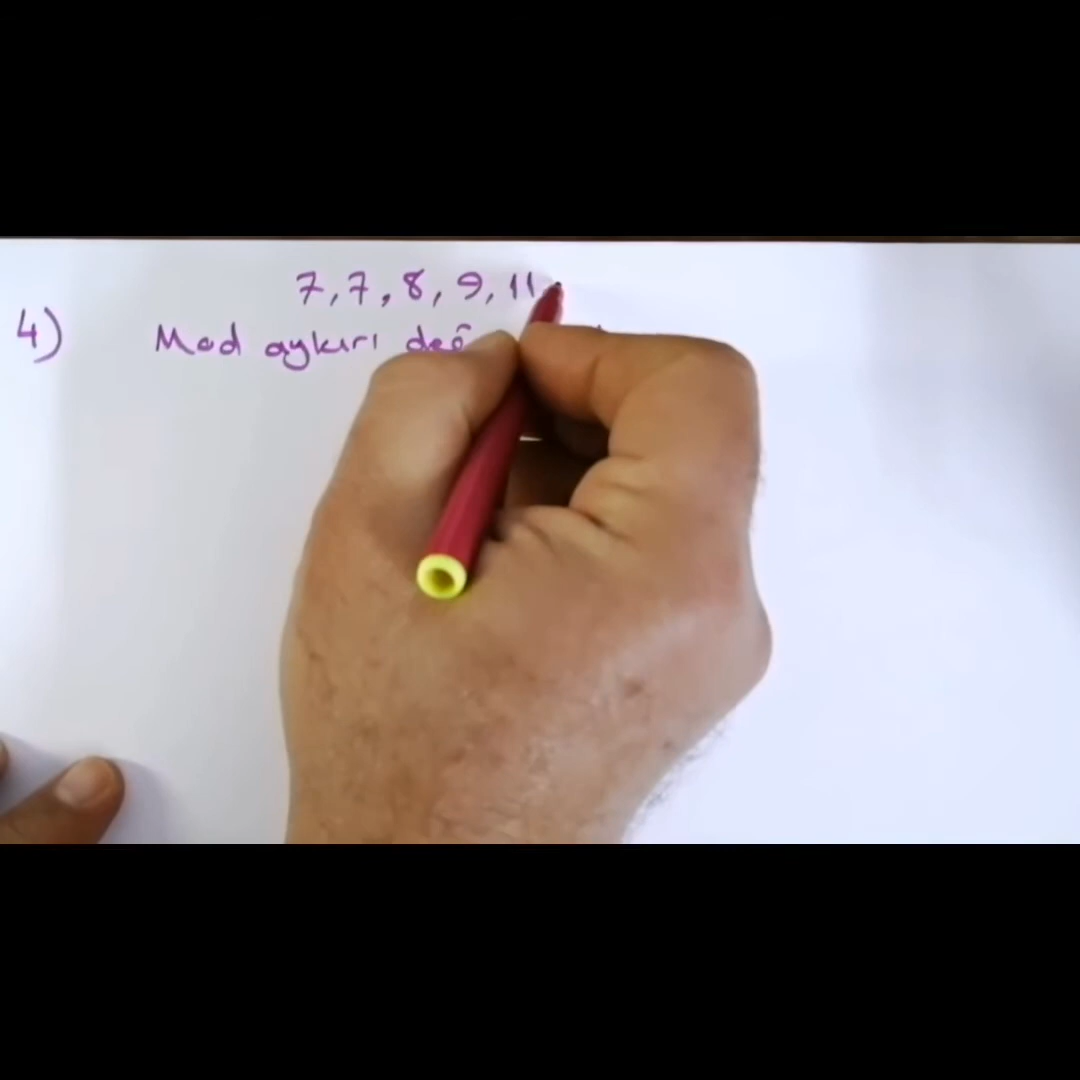 7, 7, 8, 9, 11
4) Mod aykırı